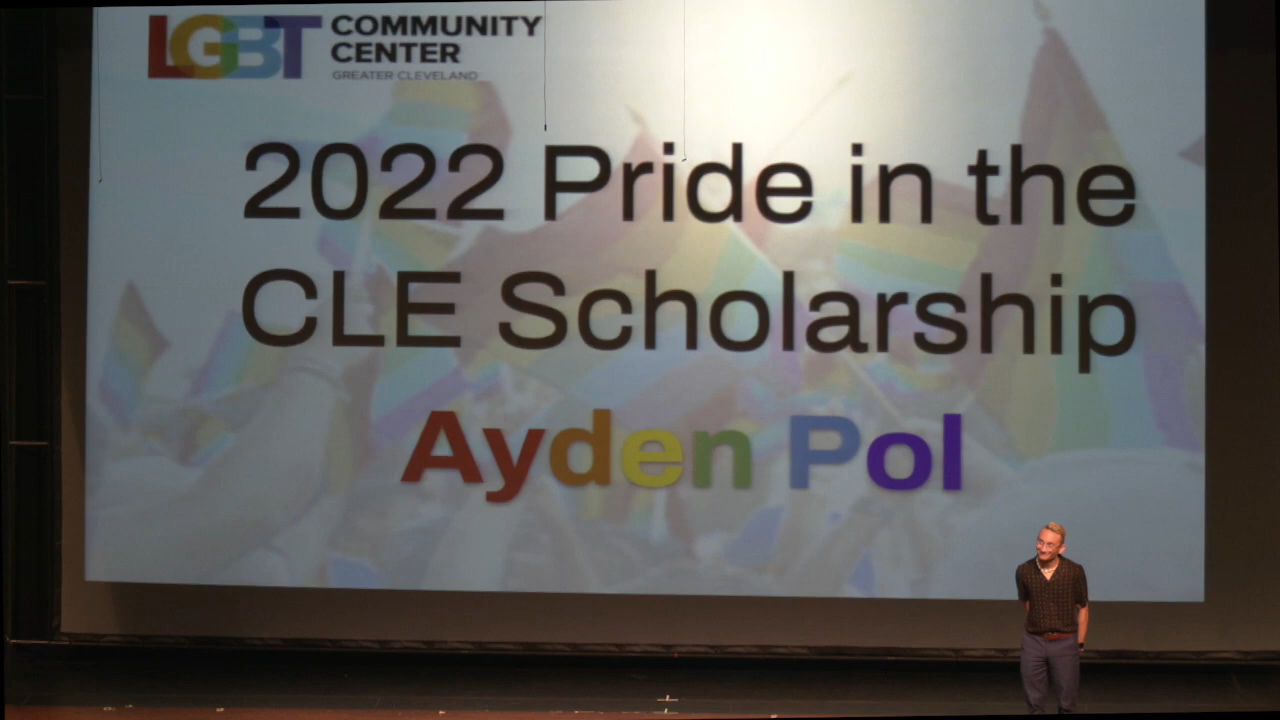 LGBT COMMUNITY
CENTER
GREATER CLEVELAND
2022 Pride in the
CLE Scholarship
Ayden Pol